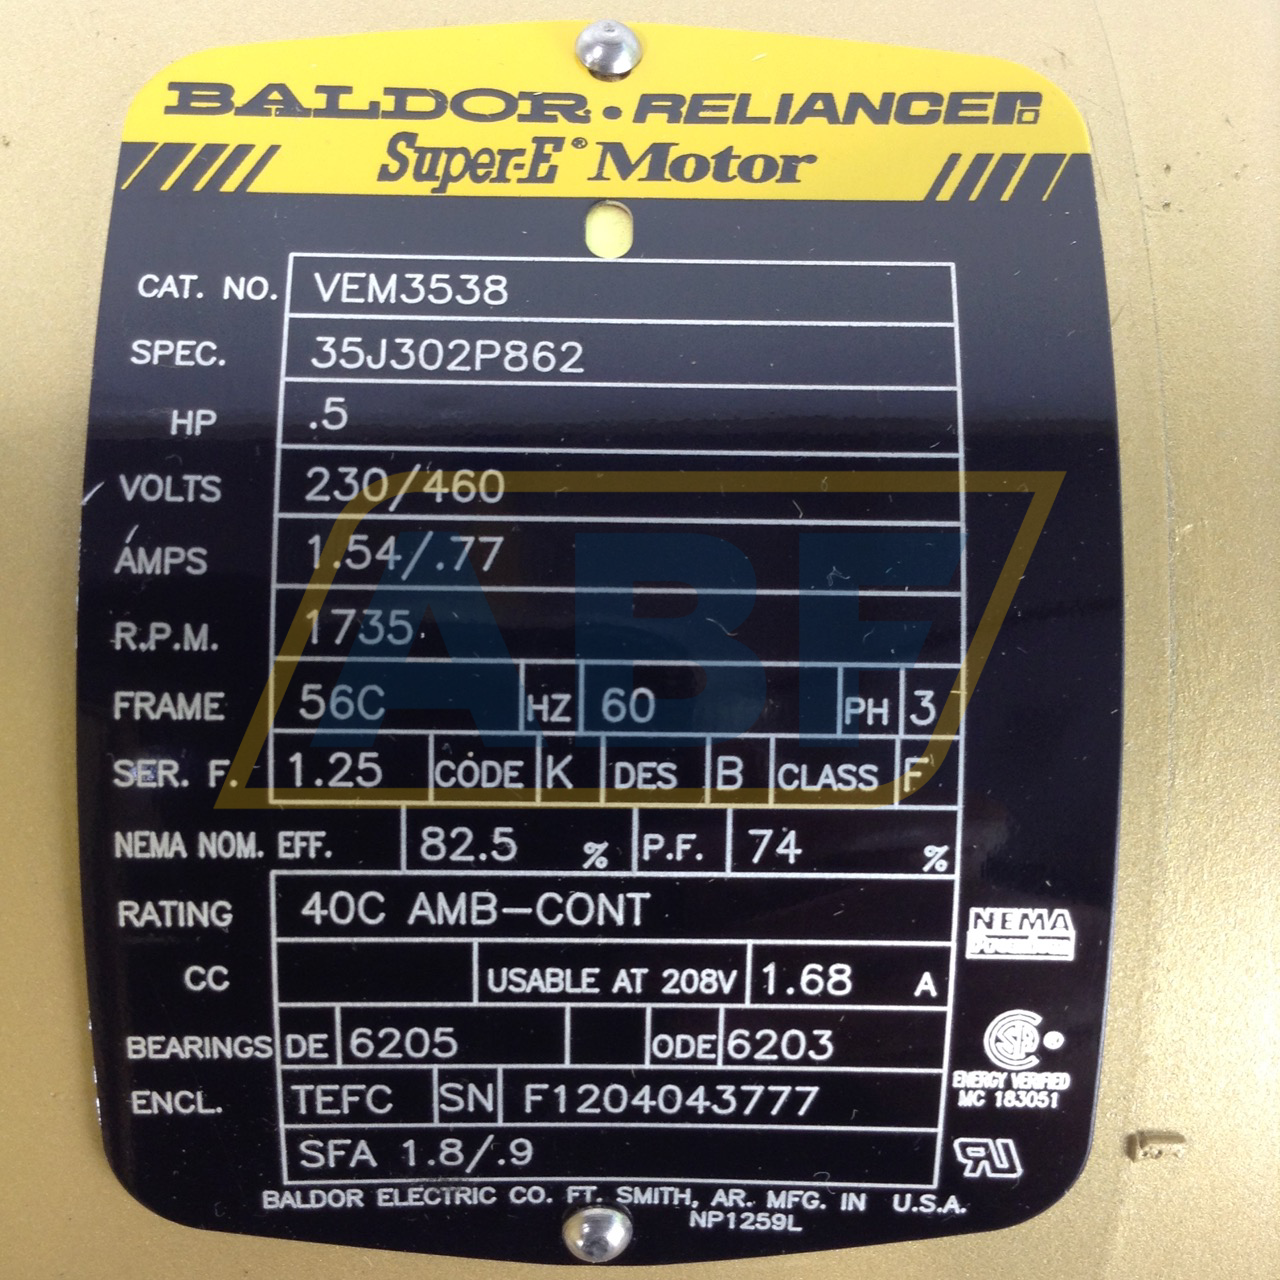 BALDOR • RELIANCE
Super-E® Motor
CAT. NO. VEM3538
SPEC. 35J302P862
HP .5
VOLTS 230/460
AMPS 1.54/.77
R.P.M. 1735
FRAME 56C HZ 60 PH 3
SER. F. 1.25 CODE K DES B CLASS F
NEMA NOM. EFF. 82.5 % P.F. 74 %
RATING 40C AMB-CONT
NEMA
Premium
CC USABLE AT 208V 1.68 A
BEARINGS DE 6205 ODE 6203
ENERGY VERIFIED
MC 183051
ENCL. TEFC SN F1204043777
SFA 1.8/.9
BALDOR ELECTRIC CO. FT. SMITH, AR. MFG. IN U.S.A.
NP1259L
ABF